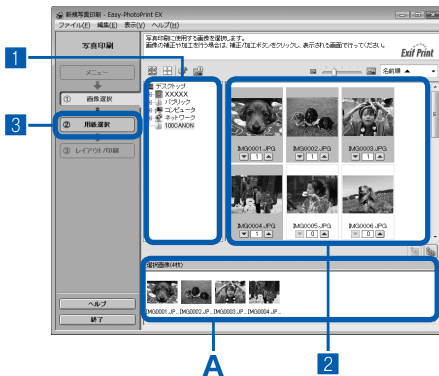 新規写真印刷 - Easy-PhotoPrint EX
ファイル(F) 編集(E) 表示(V) ヘルプ(H)
写真印刷
写真印刷に使用する画像を選択します。
画像の補正や加工を行う場合は、補正/加工ボタンをクリックし、表示される画面で行ってください。
Exif Print
1
メニュー
名前順 ▲
① 画像選択
3
② 用紙選択
③ レイアウト/印刷
デスクトップ
XXXXX
パブリック
コンピュータ
ネットワーク
100CANON
IMG0001.JPG
IMG0002.JPG
IMG0003.JPG
1
1
1
IMG0004.JPG
IMG0005.JPG
IMG0006.JPG
1
0
0
選択画像(4枚)
IMG0001.JP...
IMG0002.JP...
IMG0003.JP...
IMG0004.JP...
ヘルプ
終了
A
2